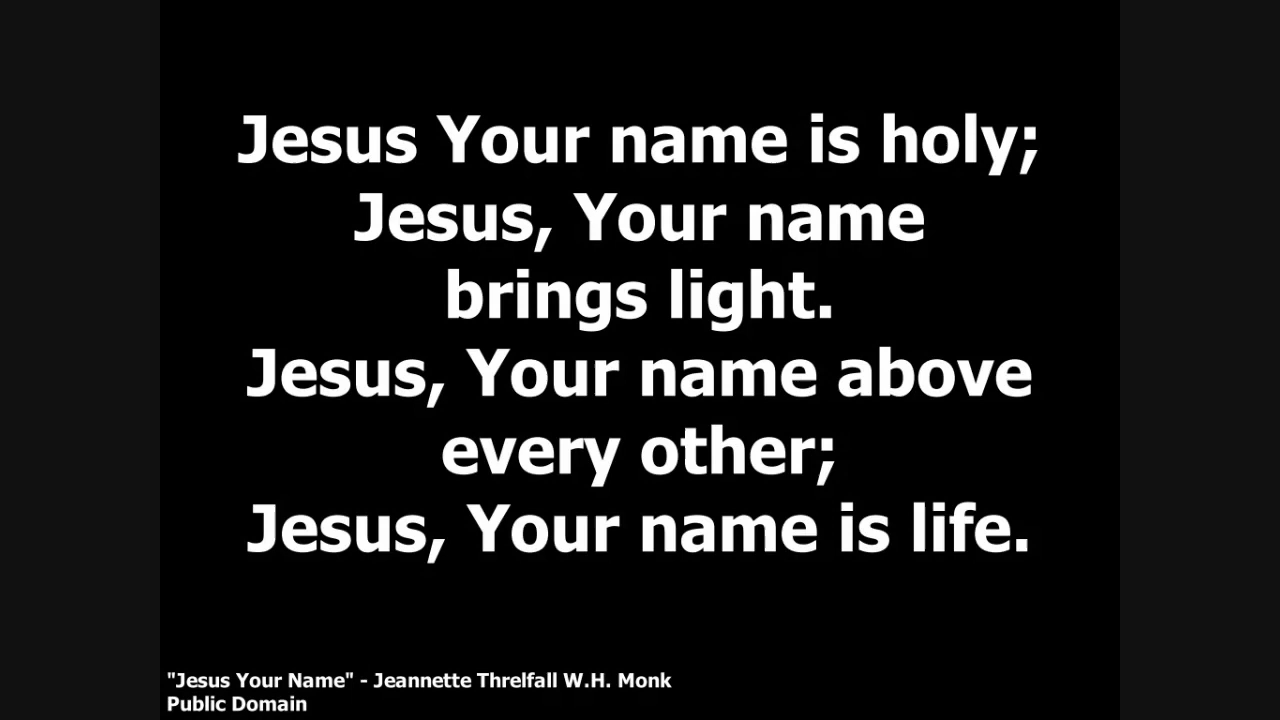 Jesus Your name is holy;
Jesus, Your name
brings light.
Jesus, Your name above
every other;
Jesus, Your name is life.
"Jesus Your Name" - Jeannette Threlfall W.H. Monk
Public Domain